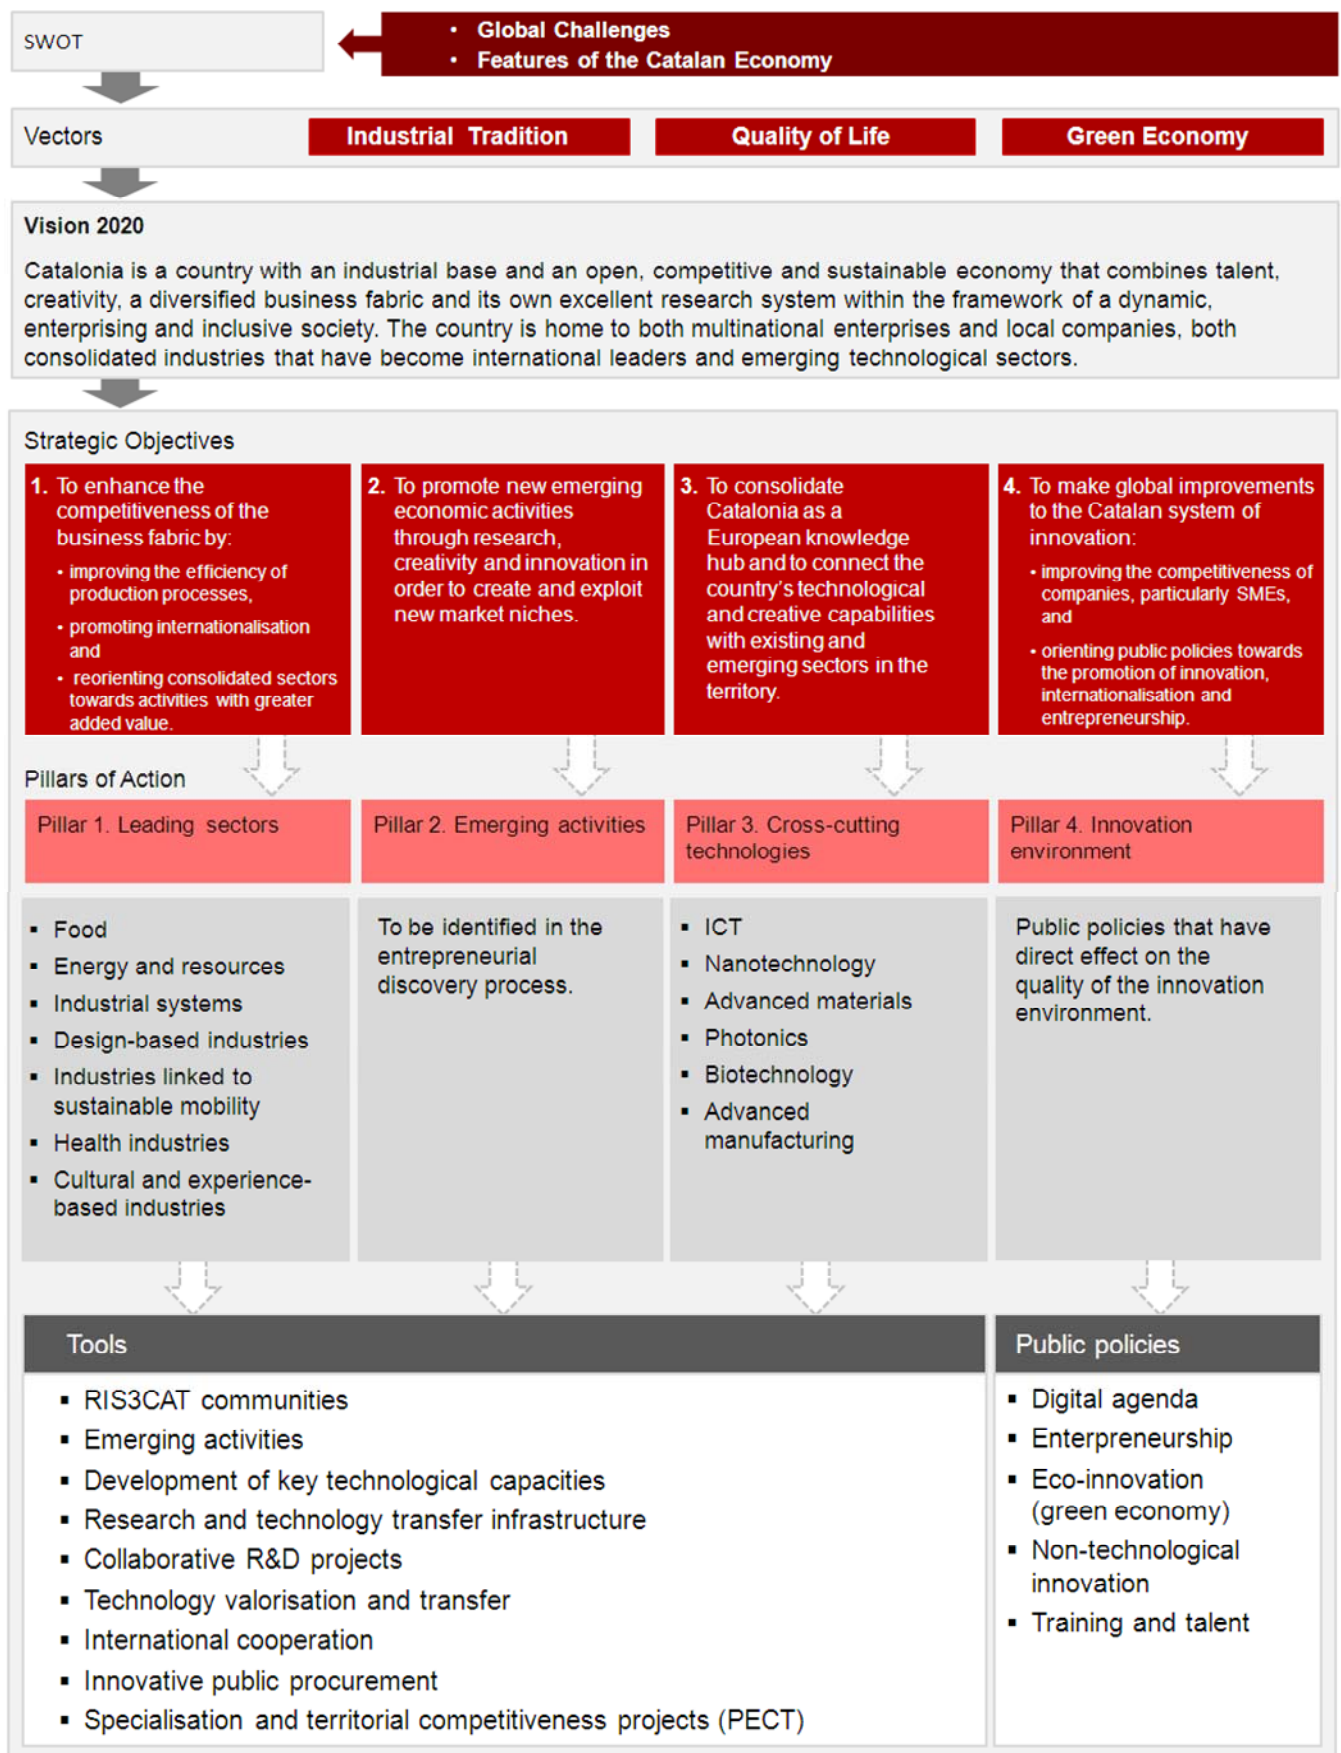 SWOT
• Global Challenges
• Features of the Catalan Economy
Vectors
Industrial Tradition
Quality of Life
Green Economy
Vision 2020
Catalonia is a country with an industrial base and an open, competitive and sustainable economy that combines talent,
creativity, a diversified business fabric and its own excellent research system within the framework of a dynamic,
enterprising and inclusive society. The country is home to both multinational enterprises and local companies, both
consolidated industries that have become international leaders and emerging technological sectors.
Strategic Objectives
1. To enhance the
competitiveness of the
business fabric by:
• improving the efficiency of
production processes,
• promoting internationalisation
and
• reorienting consolidated sectors
towards activities with greater
added value.
2. To promote new emerging
economic activities
through research,
creativity and innovation in
order to create and exploit
new market niches.
3. To consolidate
Catalonia as a
European knowledge
hub and to connect the
country's technological
and creative capabilities
with existing and
emerging sectors in the
territory.
4. To make global improvements
to the Catalan system of
innovation:
• improving the competitiveness of
companies, particularly SMEs,
and
• orienting public policies towards
the promotion of innovation,
internationalisation and
entrepreneurship.
Pillars of Action
Pillar 1. Leading sectors
Pillar 2. Emerging activities
Pillar 3. Cross-cutting
technologies
Pillar 4. Innovation
environment
▪ Food
▪ Energy and resources
▪ Industrial systems
▪ Design-based industries
▪ Industries linked to
sustainable mobility
▪ Health industries
▪ Cultural and experience-
based industries
To be identified in the
entrepreneurial
discovery process.
▪ ICT
▪ Nanotechnology
▪ Advanced materials
▪ Photonics
▪ Biotechnology
▪ Advanced
manufacturing
Public policies that have
direct effect on the
quality of the innovation
environment.
Tools
▪ RIS3CAT communities
▪ Emerging activities
▪ Development of key technological capacities
▪ Research and technology transfer infrastructure
▪ Collaborative R&D projects
▪ Technology valorisation and transfer
▪ International cooperation
▪ Innovative public procurement
▪ Specialisation and territorial competitiveness projects (PECT)
Public policies
▪ Digital agenda
▪ Enterpreneurship
▪ Eco-innovation
(green economy)
▪ Non-technological
innovation
▪ Training and talent